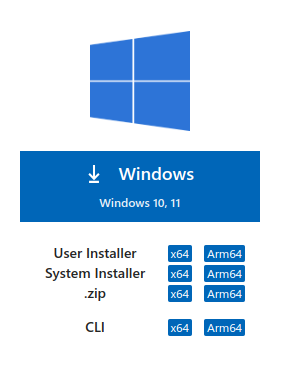 Windows
Windows 10, 11
User Installer x64 Arm64
System Installer x64 Arm64
.zip x64 Arm64
CLI x64 Arm64